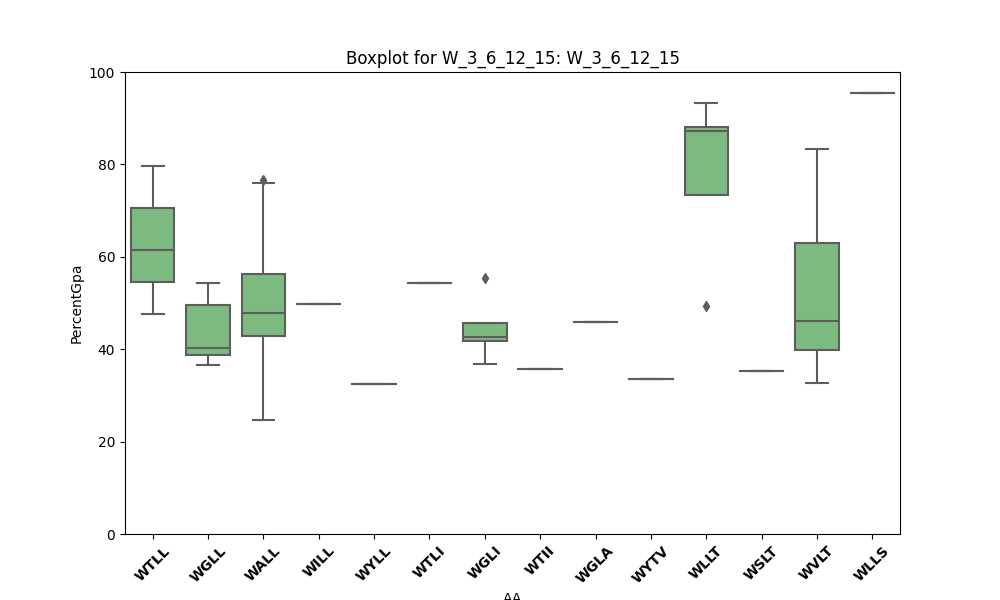 Boxplot for W_3_6_12_15: W_3_6_12_15
100
80
60
40
20
0
PercentGpa
WTLL WGLL WALL WILL WYLL WTLI WGLI WTII WGLA WYTV WLLT WSLT WVLT WLLS
AA